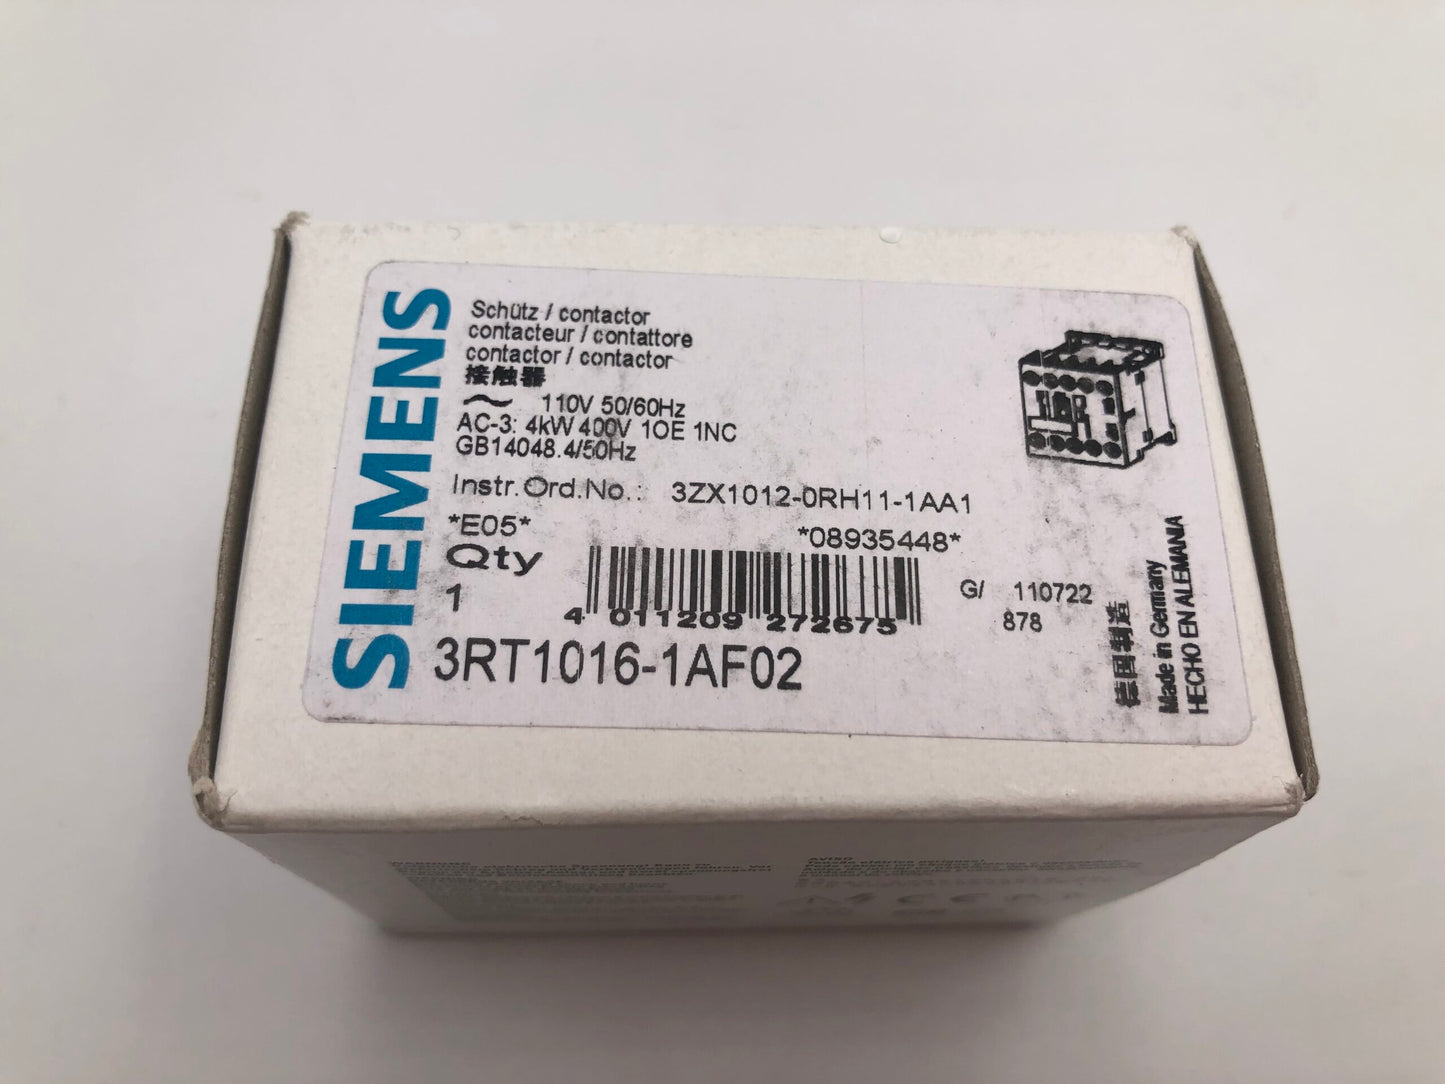 SIEMENS
Schütz / contactor
contacteur / contattore
contactor / contactor
接触器
~ 110V 50/60Hz
AC-3: 4kW 400V 1OE 1NC
GB14048.4/50Hz
Instr.Ord.No.: 3ZX1012-0RH11-1AA1
*E05* *08935448*
Qty
1
4 011209 272675
G/ 110722
878
3RT1016-1AF02
德国制造
Made in Germany
HECHO EN ALEMANIA
AVISO